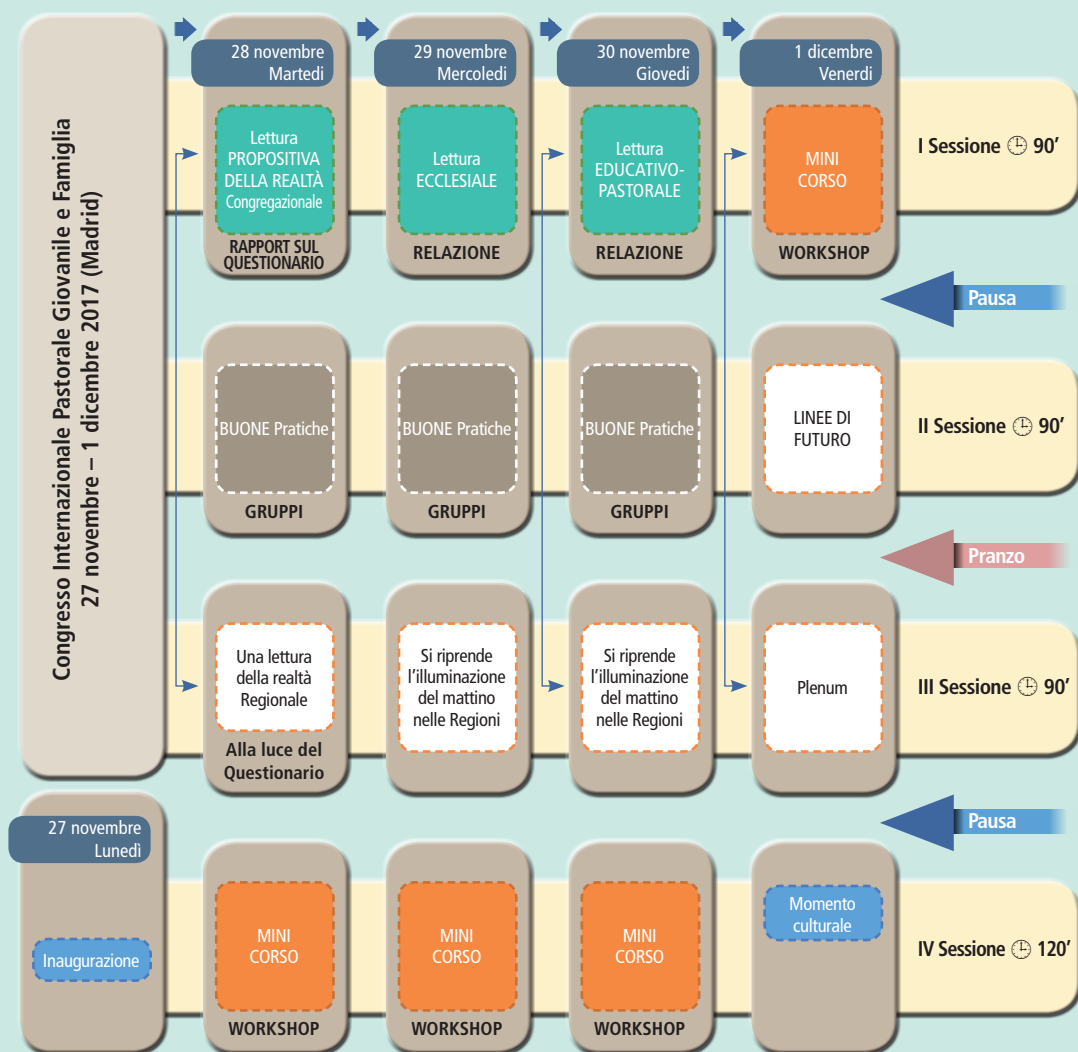 Congresso Internazionale Pastorale Giovanile e Famiglia
27 novembre – 1 dicembre 2017 (Madrid)
28 novembre
Martedi
29 novembre
Mercoledi
30 novembre
Giovedi
1 dicembre
Venerdi
Lettura
PROPOSITIVA
DELLA REALTÀ
Congregazionale
RAPPORT SUL
QUESTIONARIO
Lettura
ECCLESIALE
RELAZIONE
Lettura
EDUCATIVO-
PASTORALE
RELAZIONE
MINI
CORSO
WORKSHOP
I Sessione 90’
Pausa
BUONE Pratiche
GRUPPI
BUONE Pratiche
GRUPPI
BUONE Pratiche
GRUPPI
LINEE DI
FUTURO
II Sessione 90’
Pranzo
Una lettura
della realtà
Regionale
Alla luce del
Questionario
Si riprende
l’illuminazione
del mattino
nelle Regioni
Si riprende
l’illuminazione
del mattino
nelle Regioni
Plenum
III Sessione 90’
Pausa
27 novembre
Lunedì
Inaugurazione
MINI
CORSO
WORKSHOP
MINI
CORSO
WORKSHOP
MINI
CORSO
WORKSHOP
Momento
culturale
IV Sessione 120’